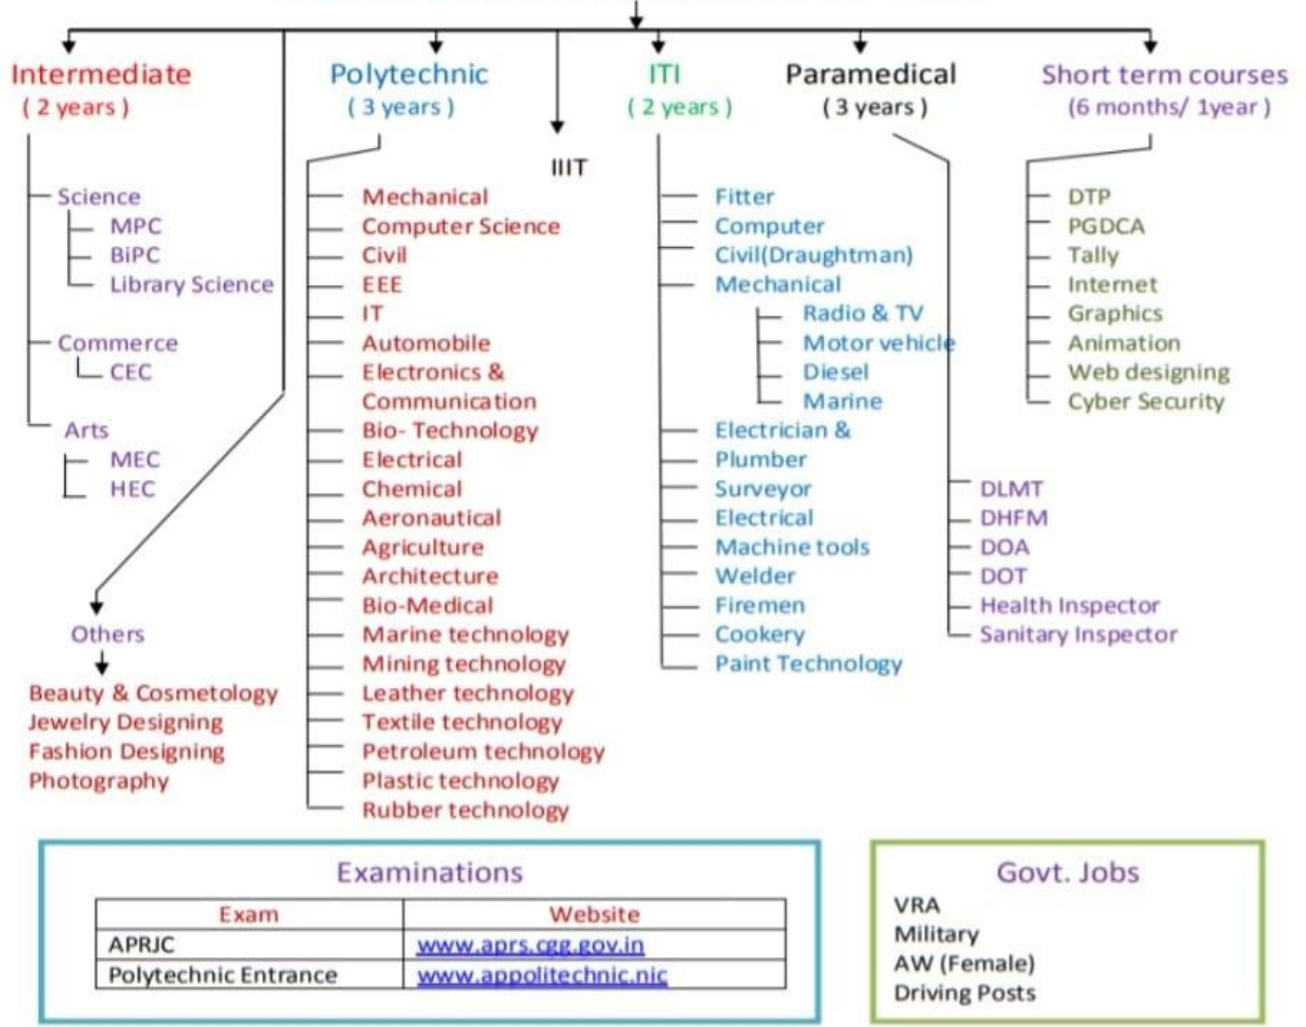 Intermediate
( 2 years )
Science
MPC
BiPC
Library Science
Commerce
CEC
Arts
MEC
HEC
Others
Beauty & Cosmetology
Jewelry Designing
Fashion Designing
Photography
Polytechnic
( 3 years )
Mechanical
Computer Science
Civil
EEE
IT
Automobile
Electronics &
Communication
Bio- Technology
Electrical
Chemical
Aeronautical
Agriculture
Architecture
Bio-Medical
Marine technology
Mining technology
Leather technology
Textile technology
Petroleum technology
Plastic technology
Rubber technology
IIIT
ITI
( 2 years )
Fitter
Computer
Civil(Draughtman)
Mechanical
Radio & TV
Motor vehicle
Diesel
Marine
Electrician &
Plumber
Surveyor
Electrical
Machine tools
Welder
Firemen
Cookery
Paint Technology
Paramedical
( 3 years )
DLMT
DHFM
DOA
DOT
Health Inspector
Sanitary Inspector
Short term courses
(6 months/ 1year )
DTP
PGDCA
Tally
Internet
Graphics
Animation
Web designing
Cyber Security
Examinations
Exam Website
APRJC www.aprs.cgg.gov.in
Polytechnic Entrance www.appolitechnic.nic
Govt. Jobs
VRA
Military
AW (Female)
Driving Posts